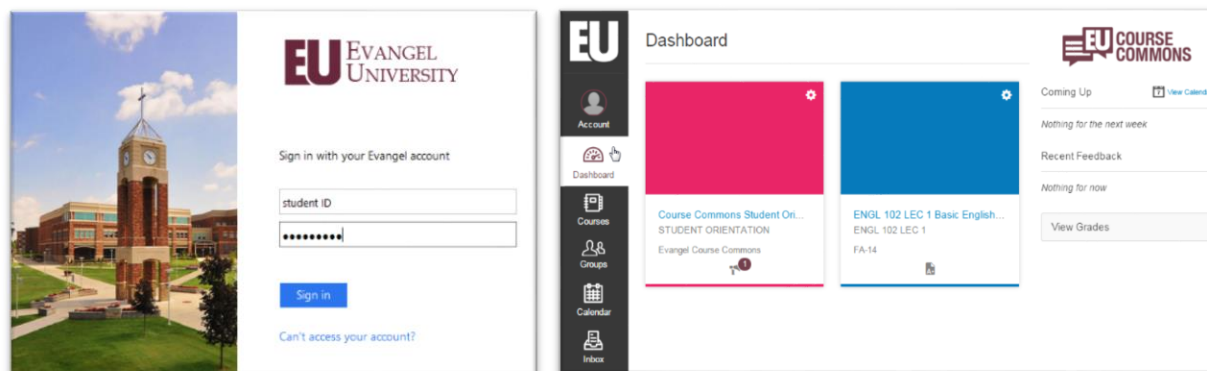 EU EVANGEL
UNIVERSITY
Sign in with your Evangel account
student ID
•••••••••
Sign in
Can't access your account?
EU
Account
Dashboard
Courses
Groups
Calendar
Inbox
Dashboard
Course Commons Student Ori...
STUDENT ORIENTATION
Evangel Course Commons
1
ENGL 102 LEC 1 Basic English...
ENGL 102 LEC 1
FA-14
EU COURSE
COMMONS
Coming Up
7 View Calend
Nothing for the next week
Recent Feedback
Nothing for now
View Grades